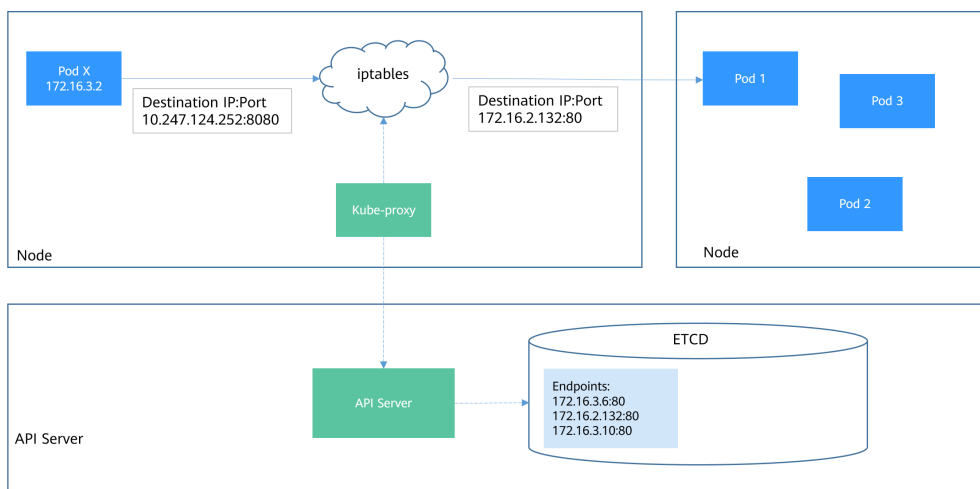 Pod X
172.16.3.2
iptables
Destination IP:Port
10.247.124.252:8080
Destination IP:Port
172.16.2.132:80
Pod 1
Pod 3
Pod 2
Kube-proxy
Node
Node
ETCD
Endpoints:
172.16.3.6:80
172.16.2.132:80
172.16.3.10:80
API Server
API Server